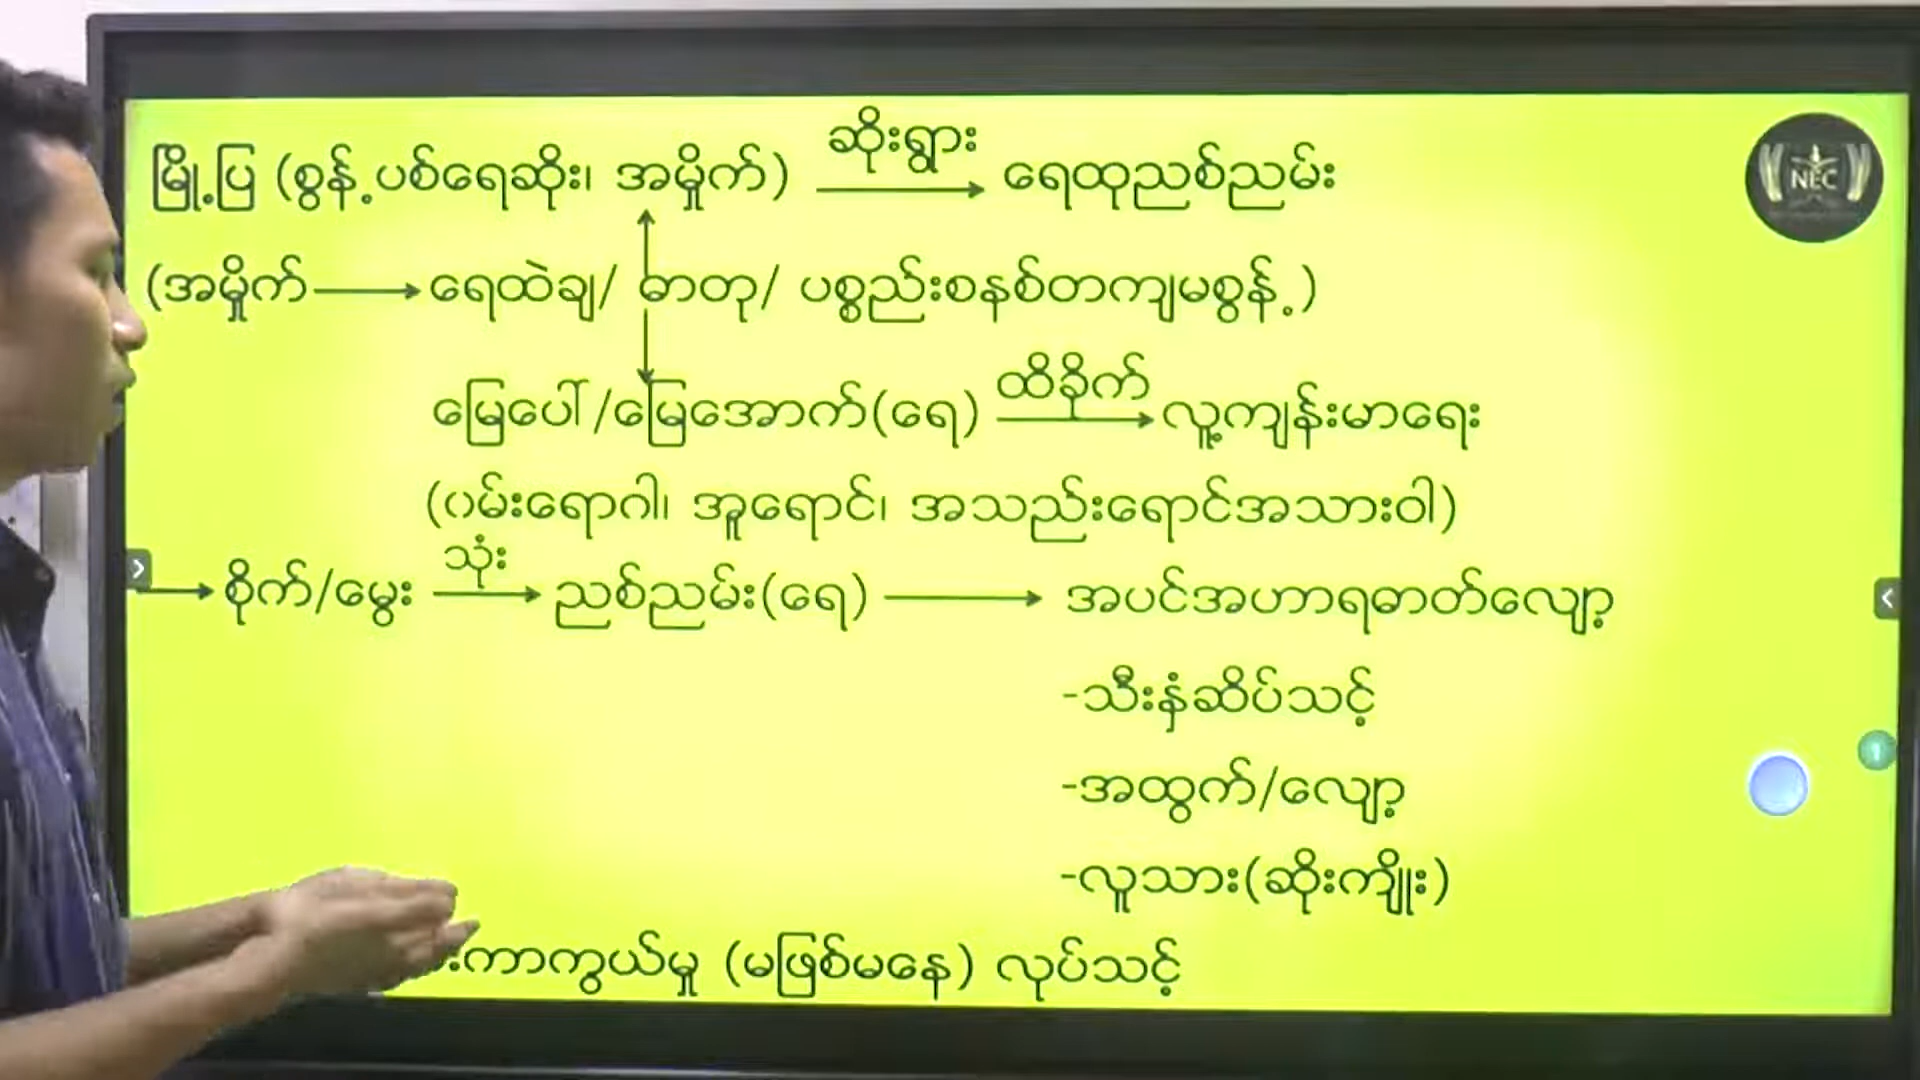 ဆိုးရွား
မြို့ပြ (စွန့်ပစ်ရေဆိုး၊ အမှိုက်) ⟶ ရေထုညစ်ညမ်း
NEC
(အမှိုက် ⟶ ရေထဲချ/ ဓာတု/ ပစ္စည်းစနစ်တကျမစွန့်)
ထိခိုက်
မြေပေါ်/မြေအောက်(ရေ) ⟶ လူ့ကျန်းမာရေး
(ဝမ်းရောဂါ၊ အူရောင်၊ အသည်းရောင်အသားဝါ)
သုံး
⟶ စိုက်/မွေး ⟶ ညစ်ညမ်း(ရေ) ⟶ အပင်အဟာရဓာတ်လျော့
-သီးနှံဆိပ်သင့်
-အထွက်/လျော့
-လူသား(ဆိုးကျိုး)
ကာကွယ်မှု (မဖြစ်မနေ) လုပ်သင့်